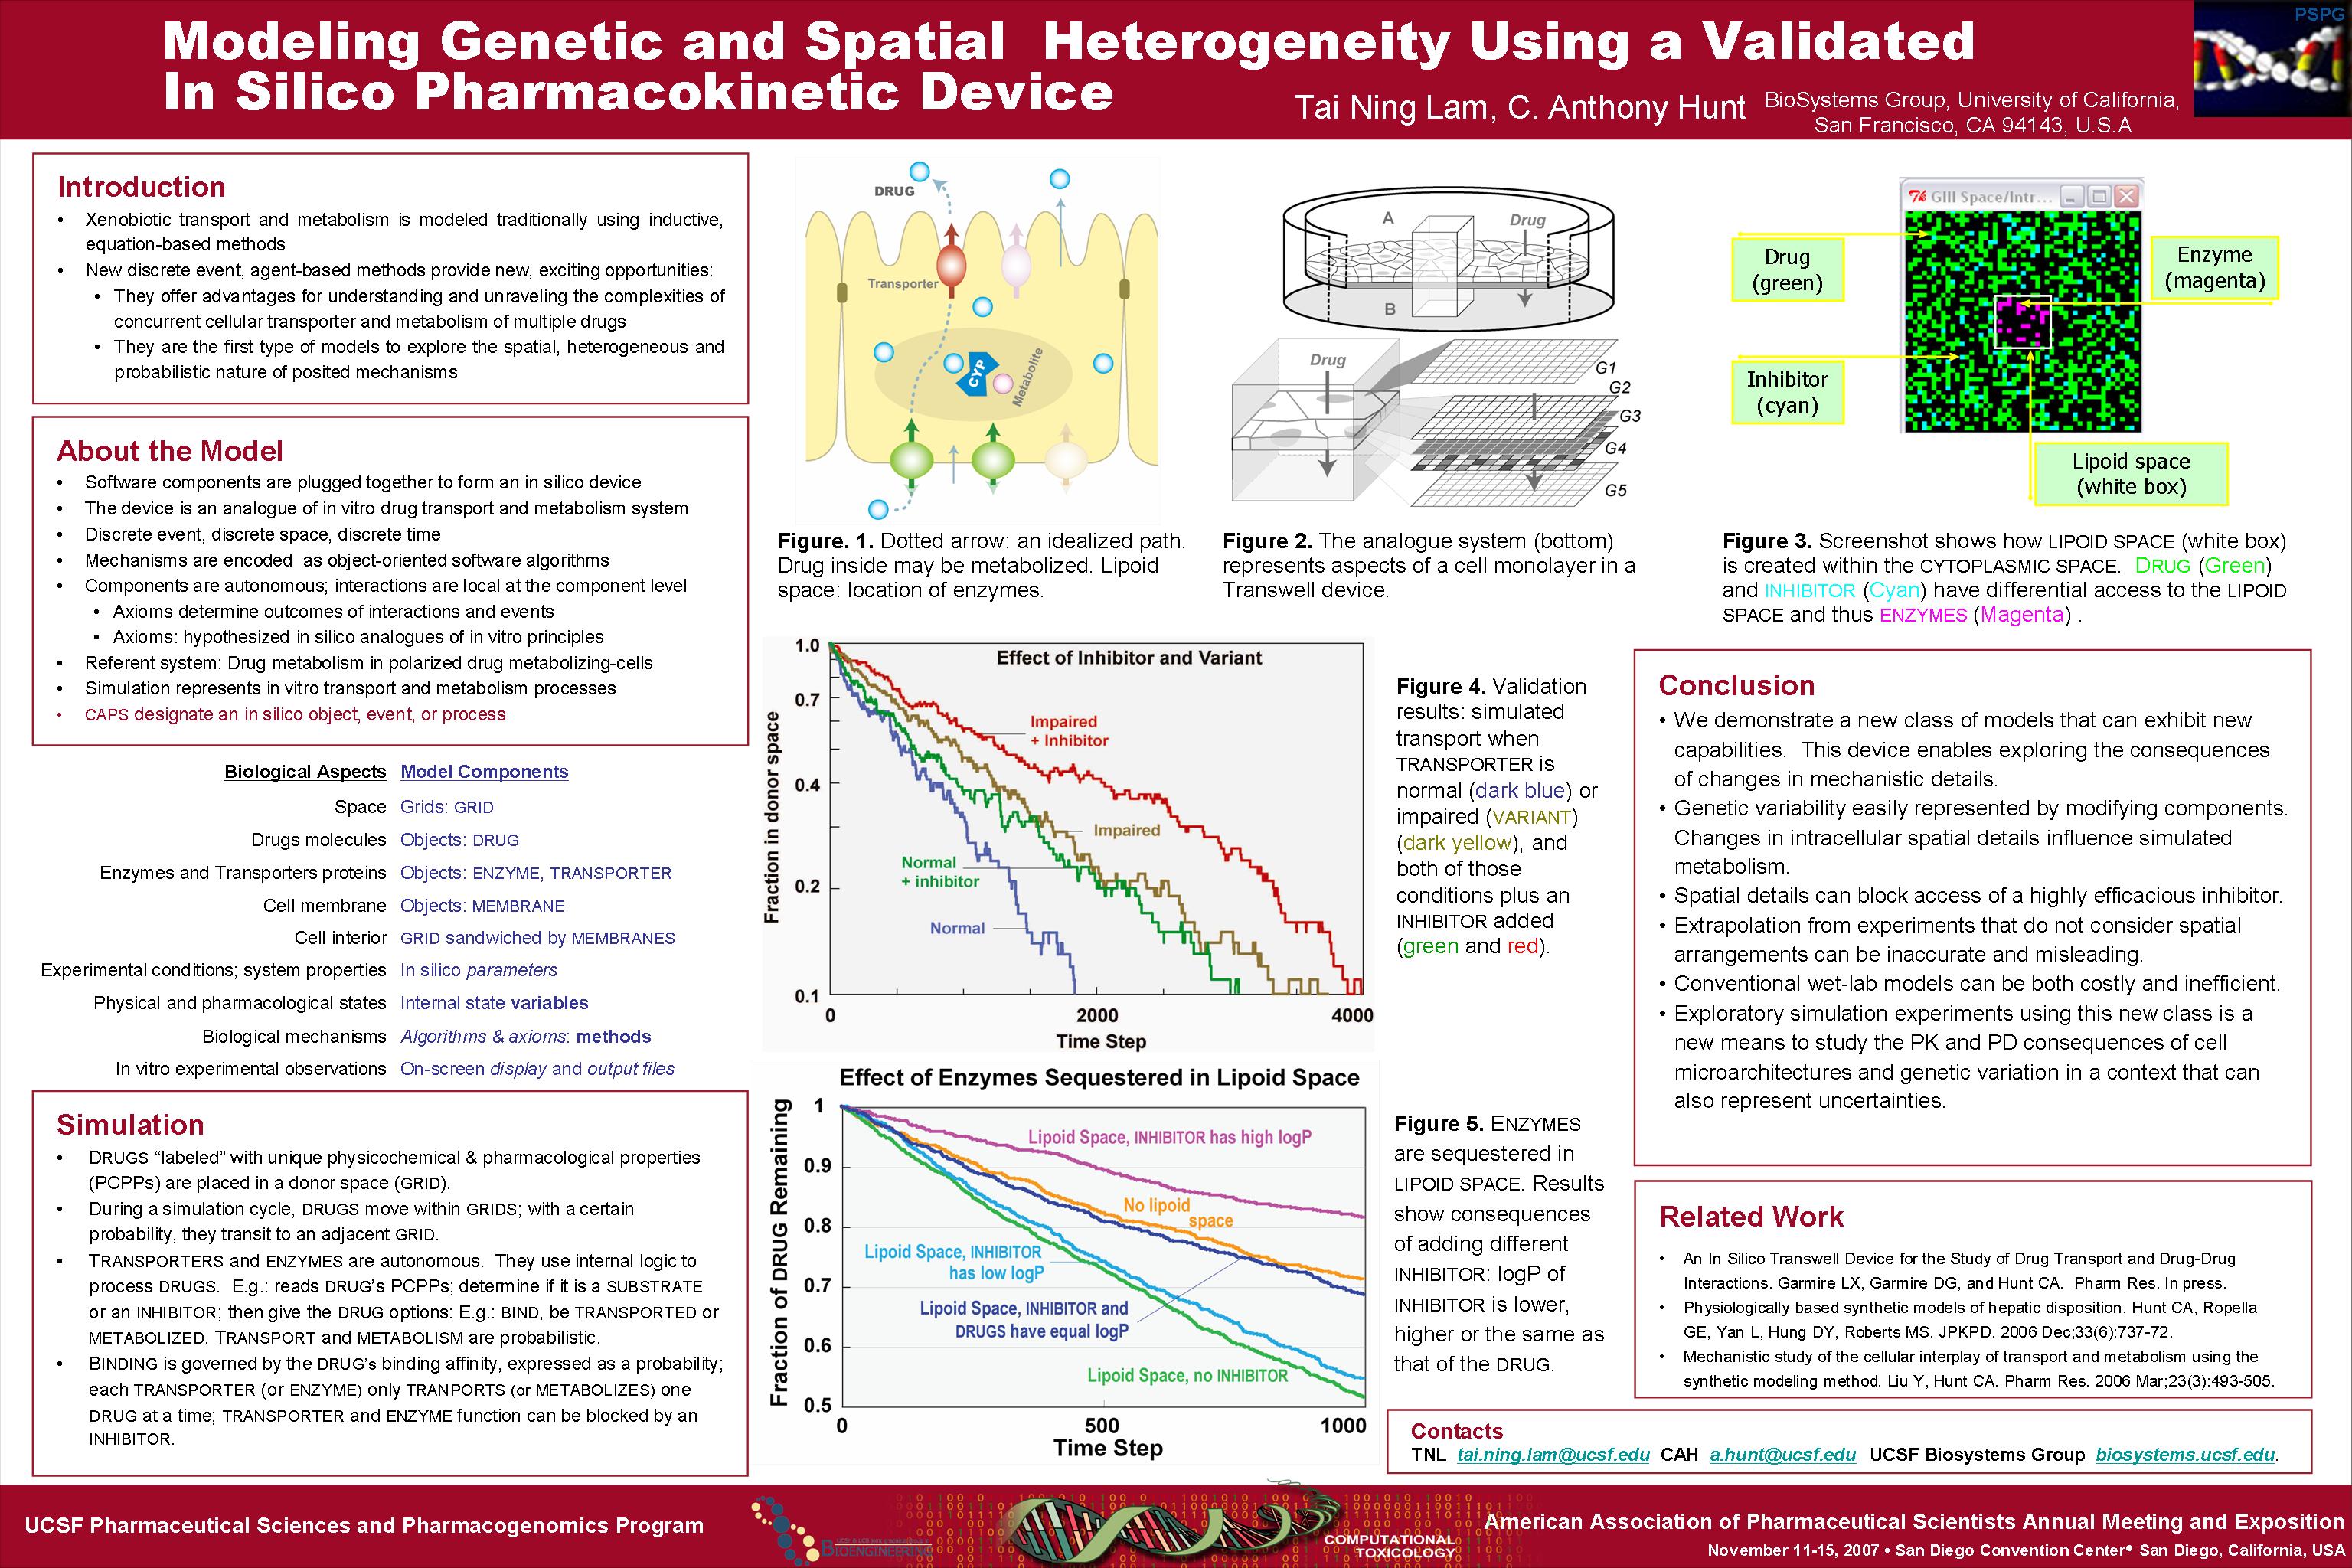 PSPG
Modeling Genetic and Spatial Heterogeneity Using a Validated
In Silico Pharmacokinetic Device
Tai Ning Lam, C. Anthony Hunt
BioSystems Group, University of California,
San Francisco, CA 94143, U.S.A
Introduction
• Xenobiotic transport and metabolism is modeled traditionally using inductive,
equation-based methods
• New discrete event, agent-based methods provide new, exciting opportunities:
• They offer advantages for understanding and unraveling the complexities of
concurrent cellular transporter and metabolism of multiple drugs
• They are the first type of models to explore the spatial, heterogeneous and
probabilistic nature of posited mechanisms
About the Model
• Software components are plugged together to form an in silico device
• The device is an analogue of in vitro drug transport and metabolism system
• Discrete event, discrete space, discrete time
• Mechanisms are encoded as object-oriented software algorithms
• Components are autonomous; interactions are local at the component level
• Axioms determine outcomes of interactions and events
• Axioms: hypothesized in silico analogues of in vitro principles
• Referent system: Drug metabolism in polarized drug metabolizing-cells
• Simulation represents in vitro transport and metabolism processes
• CAPS designate an in silico object, event, or process
Biological Aspects Model Components
Space Grids: GRID
Drugs molecules Objects: DRUG
Enzymes and Transporters proteins Objects: ENZYME, TRANSPORTER
Cell membrane Objects: MEMBRANE
Cell interior GRID sandwiched by MEMBRANES
Experimental conditions; system properties In silico parameters
Physical and pharmacological states Internal state variables
Biological mechanisms Algorithms & axioms: methods
In vitro experimental observations On-screen display and output files
Simulation
• DRUGS “labeled” with unique physicochemical & pharmacological properties
(PCPPs) are placed in a donor space (GRID).
• During a simulation cycle, DRUGS move within GRIDS; with a certain
probability, they transit to an adjacent GRID.
• TRANSPORTERS and ENZYMES are autonomous. They use internal logic to
process DRUGS. E.g.: reads DRUG’s PCPPs; determine if it is a SUBSTRATE
or an INHIBITOR; then give the DRUG options: E.g.: BIND, be TRANSPORTED or
METABOLIZED. TRANSPORT and METABOLISM are probabilistic.
• BINDING is governed by the DRUG’s binding affinity, expressed as a probability;
each TRANSPORTER (or ENZYME) only TRANPORTS (or METABOLIZES) one
DRUG at a time; TRANSPORTER and ENZYME function can be blocked by an
INHIBITOR.
DRUG
Transporter
CYP
Metabolite
Figure. 1. Dotted arrow: an idealized path.
Drug inside may be metabolized. Lipoid
space: location of enzymes.
A
Drug
B
Drug
G1
G2
G3
G4
G5
Figure 2. The analogue system (bottom)
represents aspects of a cell monolayer in a
Transwell device.
GIII Space/Intr...
Drug
(green)
Enzyme
(magenta)
Inhibitor
(cyan)
Lipoid space
(white box)
Figure 3. Screenshot shows how LIPOID SPACE (white box)
is created within the CYTOPLASMIC SPACE. DRUG (Green)
and INHIBITOR (Cyan) have differential access to the LIPOID
SPACE and thus ENZYMES (Magenta) .
Effect of Inhibitor and Variant
Fraction in donor space
1.0
0.7
0.4
0.2
0.1
Impaired
+ Inhibitor
Impaired
Normal
+ inhibitor
Normal
0 2000 4000
Time Step
Figure 4. Validation
results: simulated
transport when
TRANSPORTER is
normal (dark blue) or
impaired (VARIANT)
(dark yellow), and
both of those
conditions plus an
INHIBITOR added
(green and red).
Effect of Enzymes Sequestered in Lipoid Space
Fraction of DRUG Remaining
1
0.9
0.8
0.7
0.6
0.5
Lipoid Space, INHIBITOR has high logP
No lipoid
space
Lipoid Space, INHIBITOR
has low logP
Lipoid Space, INHIBITOR and
DRUGS have equal logP
Lipoid Space, no INHIBITOR
0 500 1000
Time Step
Figure 5. ENZYMES
are sequestered in
LIPOID SPACE. Results
show consequences
of adding different
INHIBITOR: logP of
INHIBITOR is lower,
higher or the same as
that of the DRUG.
Conclusion
• We demonstrate a new class of models that can exhibit new
capabilities. This device enables exploring the consequences
of changes in mechanistic details.
• Genetic variability easily represented by modifying components.
Changes in intracellular spatial details influence simulated
metabolism.
• Spatial details can block access of a highly efficacious inhibitor.
• Extrapolation from experiments that do not consider spatial
arrangements can be inaccurate and misleading.
• Conventional wet-lab models can be both costly and inefficient.
• Exploratory simulation experiments using this new class is a
new means to study the PK and PD consequences of cell
microarchitectures and genetic variation in a context that can
also represent uncertainties.
Related Work
• An In Silico Transwell Device for the Study of Drug Transport and Drug-Drug
Interactions. Garmire LX, Garmire DG, and Hunt CA. Pharm Res. In press.
• Physiologically based synthetic models of hepatic disposition. Hunt CA, Ropella
GE, Yan L, Hung DY, Roberts MS. JPKPD. 2006 Dec;33(6):737-72.
• Mechanistic study of the cellular interplay of transport and metabolism using the
synthetic modeling method. Liu Y, Hunt CA. Pharm Res. 2006 Mar;23(3):493-505.
Contacts
TNL tai.ning.lam@ucsf.edu CAH a.hunt@ucsf.edu UCSF Biosystems Group biosystems.ucsf.edu.
UCSF Pharmaceutical Sciences and Pharmacogenomics Program
BIOENGINEERING
COMPUTATIONAL
TOXICOLOGY
American Association of Pharmaceutical Scientists Annual Meeting and Exposition
November 11-15, 2007 • San Diego Convention Center• San Diego, California, USA